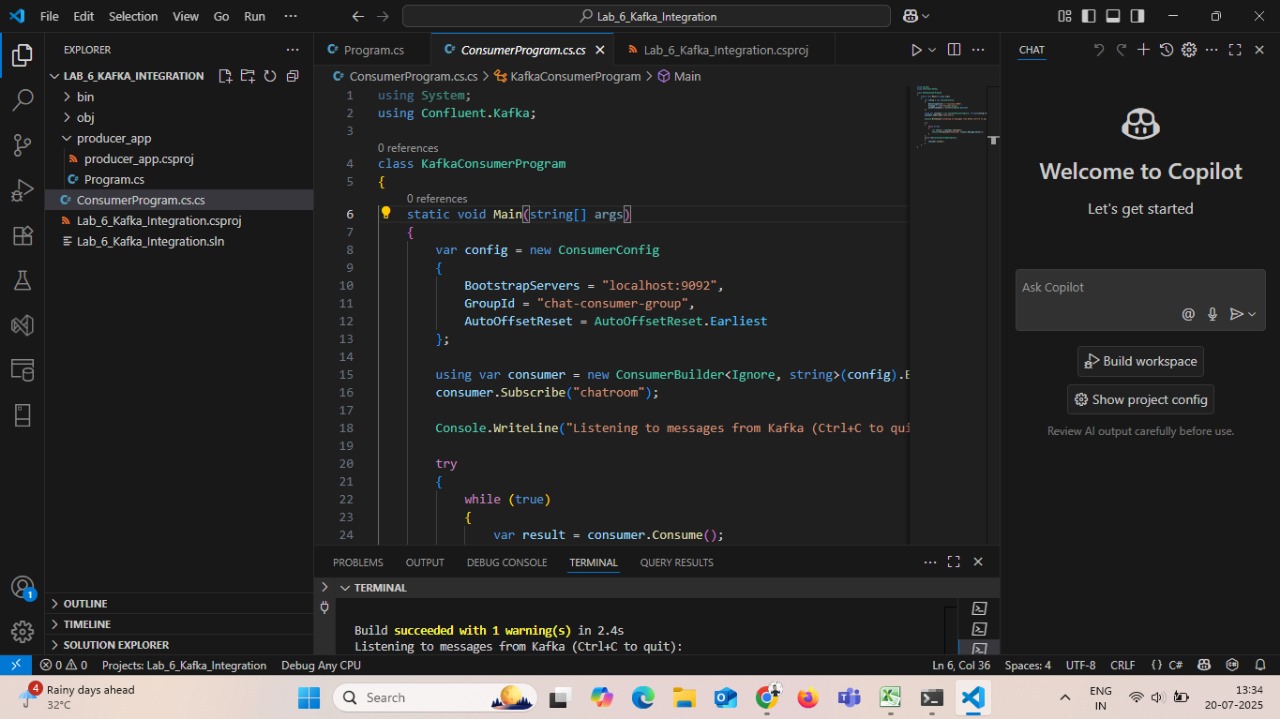 File Edit Selection View Go Run ··· Lab_6_Kafka_Integration
EXPLORER
LAB_6_KAFKA_INTEGRATION
bin
obj
producer_app
producer_app.csproj
Program.cs
ConsumerProgram.cs.cs
Lab_6_Kafka_Integration.csproj
Lab_6_Kafka_Integration.sln
OUTLINE
TIMELINE
SOLUTION EXPLORER
Program.cs ConsumerProgram.cs.cs Lab_6_Kafka_Integration.csproj
ConsumerProgram.cs.cs > KafkaConsumerProgram > Main
1 using System;
2 using Confluent.Kafka;
3
0 references
4 class KafkaConsumerProgram
5 {
0 references
6 static void Main(string[] args)
7 {
8 var config = new ConsumerConfig
9 {
10 BootstrapServers = "localhost:9092",
11 GroupId = "chat-consumer-group",
12 AutoOffsetReset = AutoOffsetReset.Earliest
13 };
14
15 using var consumer = new ConsumerBuilder<Ignore, string>(config).
16 consumer.Subscribe("chatroom");
17
18 Console.WriteLine("Listening to messages from Kafka (Ctrl+C to qui
19
20 try
21 {
22 while (true)
23 {
24 var result = consumer.Consume();
PROBLEMS OUTPUT DEBUG CONSOLE TERMINAL QUERY RESULTS
TERMINAL
Build succeeded with 1 warning(s) in 2.4s
Listening to messages from Kafka (Ctrl+C to quit):
CHAT
Welcome to Copilot
Let's get started
Ask Copilot
Build workspace
Show project config
Review AI output carefully before use.
1
0 0 Projects: Lab_6_Kafka_Integration Debug Any CPU Ln 6, Col 36 Spaces: 4 UTF-8 CRLF {} C#
4 Rainy days ahead
32°C
Search
ENG
IN
13:34
20-07-2025